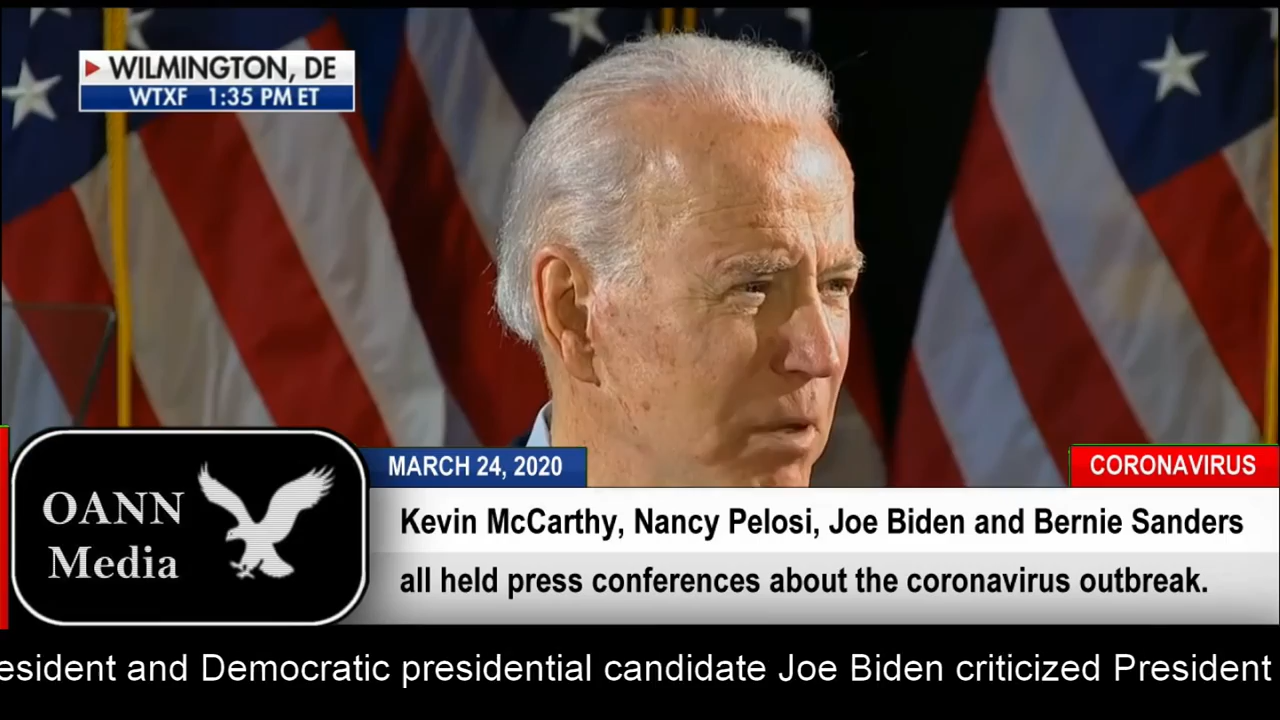 WILMINGTON, DE
WTXF 1:35 PM ET
MARCH 24, 2020
CORONAVIRUS
OANN
Media
Kevin McCarthy, Nancy Pelosi, Joe Biden and Bernie Sanders
all held press conferences about the coronavirus outbreak.
esident and Democratic presidential candidate Joe Biden criticized President